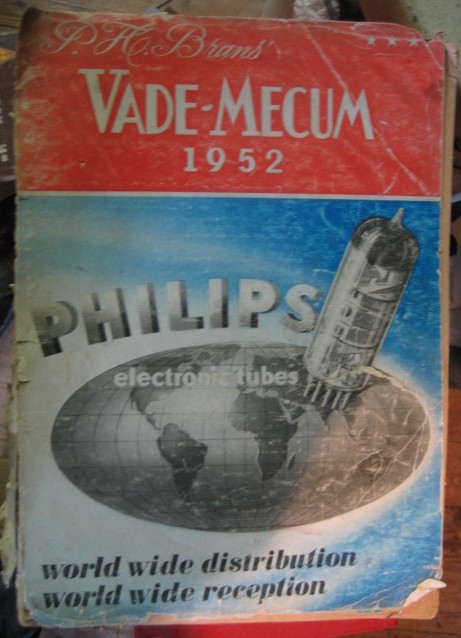 P. H. Brans'
VADE-MECUM
1952
PHILIPS
electronic tubes
world wide distribution
world wide reception